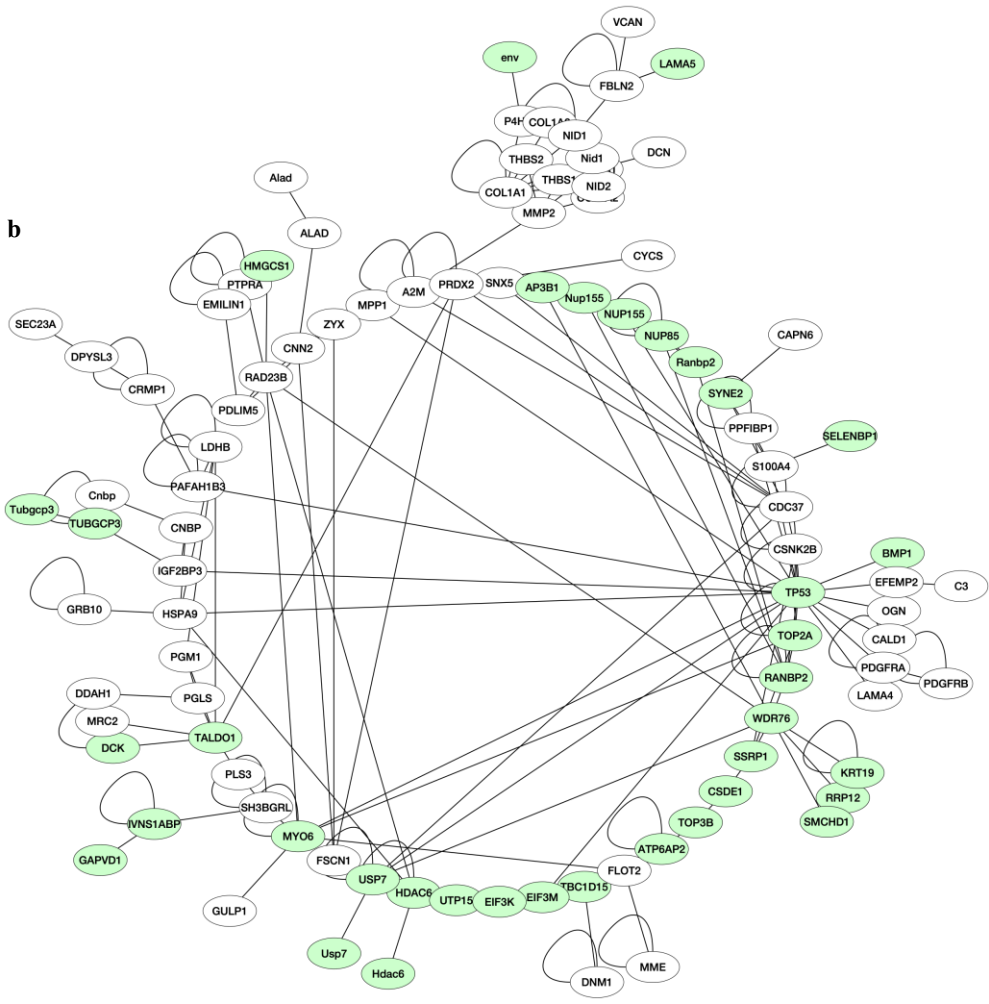 VCAN
env
LAMA5
FBLN2
P4H
COL1A2
NID1
DCN
THBS2
Nid1
Alad
THBS1
NID2
COL1A1
MMP2
b
ALAD
CYCS
HMGCS1
PTPRA
PRDX2
SNX5
AP3B1
A2M
Nup155
EMILIN1
MPP1
NUP155
SEC23A
ZYX
NUP85
CAPN6
CNN2
DPYSL3
Ranbp2
RAD23B
CRMP1
SYNE2
PDLIM5
PPFIBP1
SELENBP1
LDHB
S100A4
PAFAH1B3
Cnbp
CDC37
Tubgcp3
TUBGCP3
CNBP
CSNK2B
BMP1
IGF2BP3
EFEMP2
C3
TP53
GRB10
HSPA9
OGN
TOP2A
CALD1
PGM1
PDGFRA
RANBP2
PDGFRB
DDAH1
PGLS
LAMA4
MRC2
WDR76
TALDO1
DCK
SSRP1
PLS3
KRT19
CSDE1
RRP12
SH3BGRL
IVNS1ABP
TOP3B
SMCHD1
MYO6
ATP6AP2
GAPVD1
FSCN1
FLOT2
USP7
TBC1D15
HDAC6
UTP15
EIF3K
EIF3M
GULP1
Usp7
MME
Hdac6
DNM1